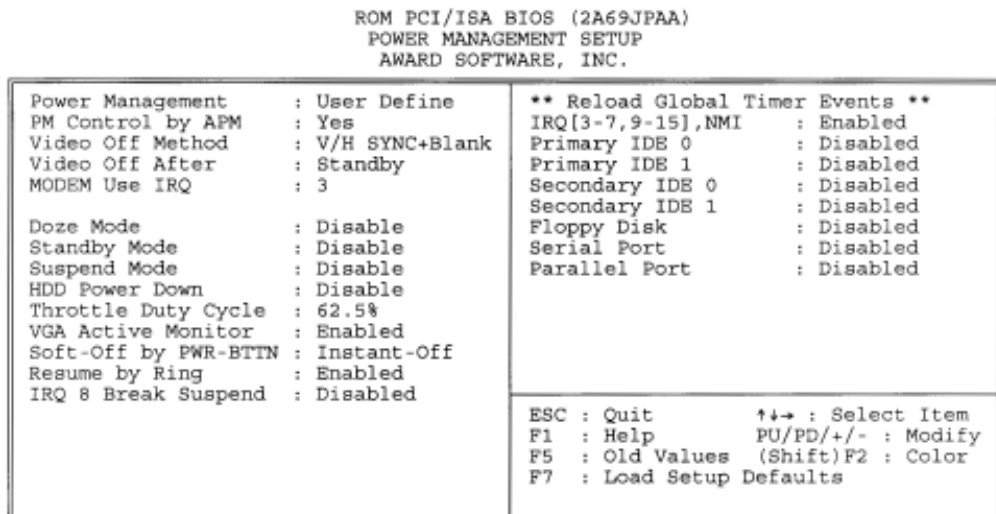 ROM PCI/ISA BIOS (2A69JPAA)
POWER MANAGEMENT SETUP
AWARD SOFTWARE, INC.
Power Management : User Define
PM Control by APM : Yes
Video Off Method : V/H SYNC+Blank
Video Off After : Standby
MODEM Use IRQ : 3
Doze Mode : Disable
Standby Mode : Disable
Suspend Mode : Disable
HDD Power Down : Disable
Throttle Duty Cycle : 62.5%
VGA Active Monitor : Enabled
Soft-Off by PWR-BTTN : Instant-Off
Resume by Ring : Enabled
IRQ 8 Break Suspend : Disabled
** Reload Global Timer Events **
IRQ[3-7,9-15],NMI : Enabled
Primary IDE 0 : Disabled
Primary IDE 1 : Disabled
Secondary IDE 0 : Disabled
Secondary IDE 1 : Disabled
Floppy Disk : Disabled
Serial Port : Disabled
Parallel Port : Disabled
ESC : Quit ↑↓→ : Select Item
F1 : Help PU/PD/+/- : Modify
F5 : Old Values (Shift)F2 : Color
F7 : Load Setup Defaults